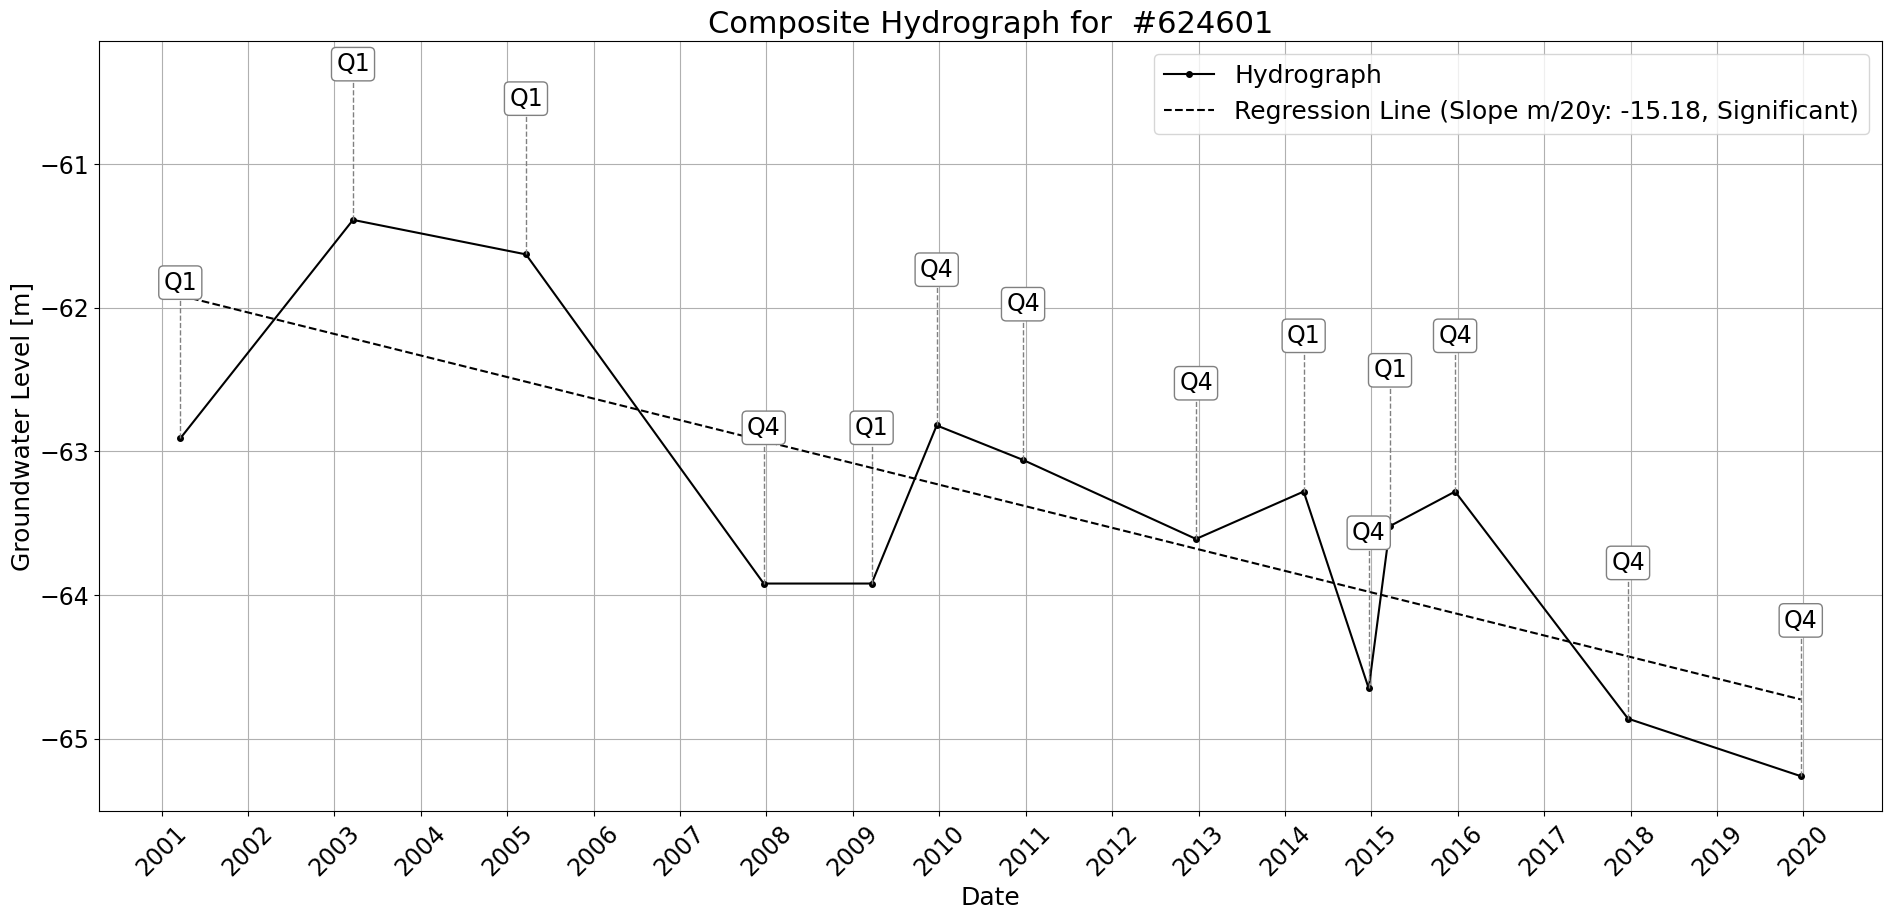 Composite Hydrograph for  #624601
Hydrograph
Regression Line (Slope m/20y: -15.18, Significant)
Q1
Q1
Q1
Q4
Q1
Q4
Q4
Q4
Q1
Q4
Q1
Q4
Q4
Q4
Groundwater Level [m]
−61
−62
−63
−64
−65
2001
2002
2003
2004
2005
2006
2007
2008
2009
2010
2011
2012
2013
2014
2015
2016
2017
2018
2019
2020
Date